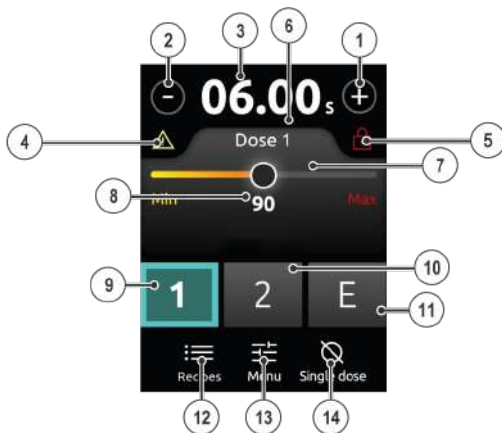 2 3 6 1
- 06.00 s +
4 5
Dose 1
7
8 Min 90 Max
9 1 2 E 10
11
Recipes Menu Single dose
12 13 14